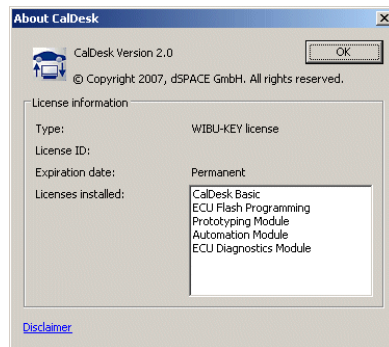 About CalDesk
CalDesk Version 2.0
OK
© Copyright 2007, dSPACE GmbH. All rights reserved.
License information
Type: WIBU-KEY license
License ID:
Expiration date: Permanent
Licenses installed: CalDesk Basic
ECU Flash Programming
Prototyping Module
Automation Module
ECU Diagnostics Module
Disclaimer